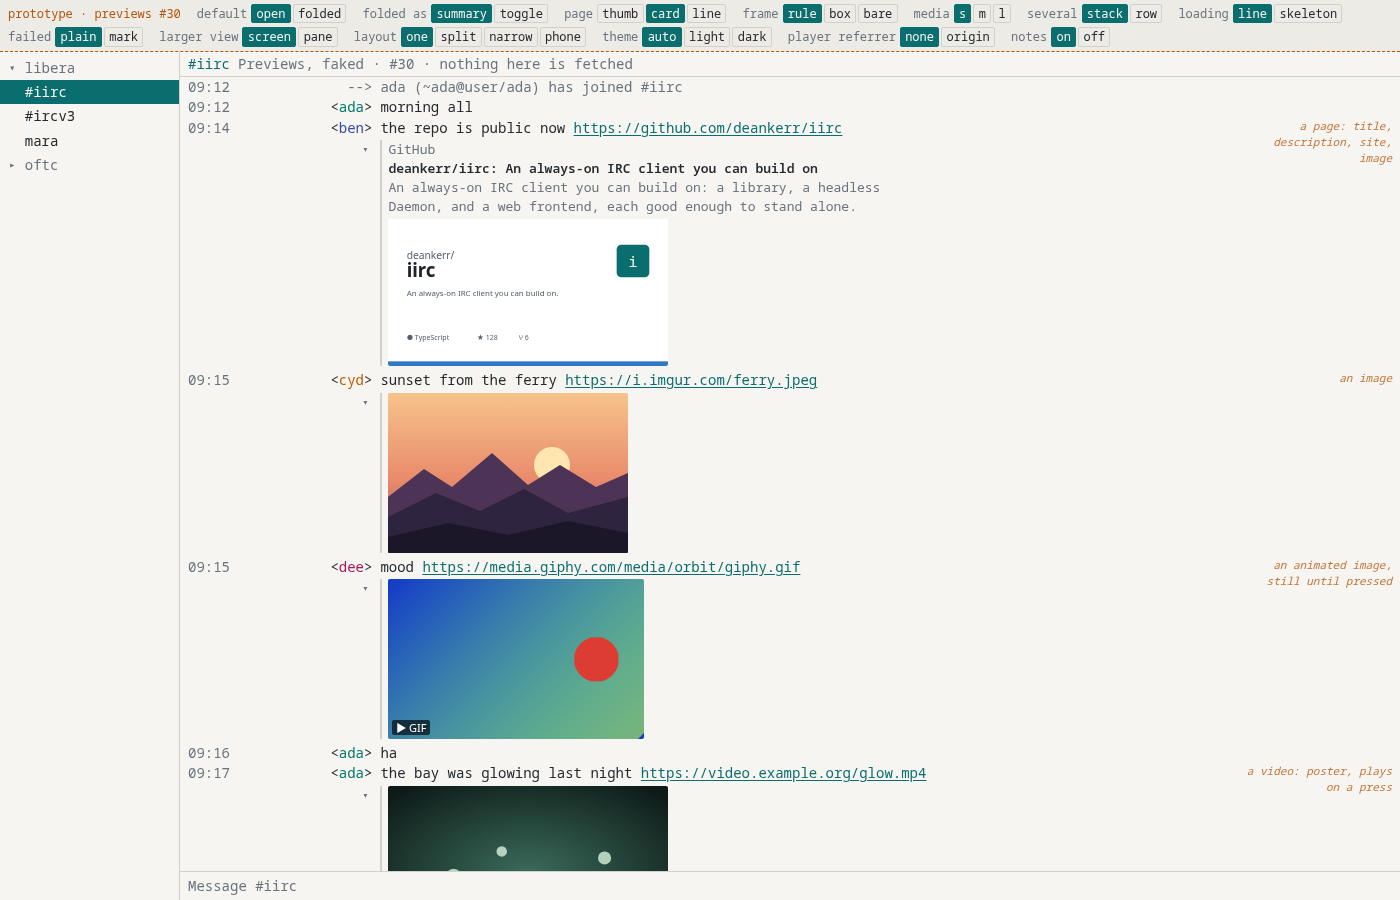 prototype · previews #30 default open folded folded as summary toggle page thumb card line frame rule box bare media s m l several stack row loading line skeleton
failed plain mark larger view screen pane layout one split narrow phone theme auto light dark player referrer none origin notes on off
▾ libera
#iirc
#ircv3
mara
▸ oftc
#iirc Previews, faked · #30 · nothing here is fetched
09:12 --> ada (~ada@user/ada) has joined #iirc
09:12 <ada> morning all
09:14 <ben> the repo is public now https://github.com/deankerr/iirc
a page: title,
description, site,
image
▾ GitHub
deankerr/iirc: An always-on IRC client you can build on
An always-on IRC client you can build on: a library, a headless
Daemon, and a web frontend, each good enough to stand alone.
deankerr/
iirc
i
An always-on IRC client you can build on.
● TypeScript ★ 128 ⑂ 6
09:15 <cyd> sunset from the ferry https://i.imgur.com/ferry.jpeg
an image
▾
09:15 <dee> mood https://media.giphy.com/media/orbit/giphy.gif
an animated image,
still until pressed
▾
▶ GIF
09:16 <ada> ha
09:17 <ada> the bay was glowing last night https://video.example.org/glow.mp4
a video: poster, plays
on a press
▾
Message #iirc